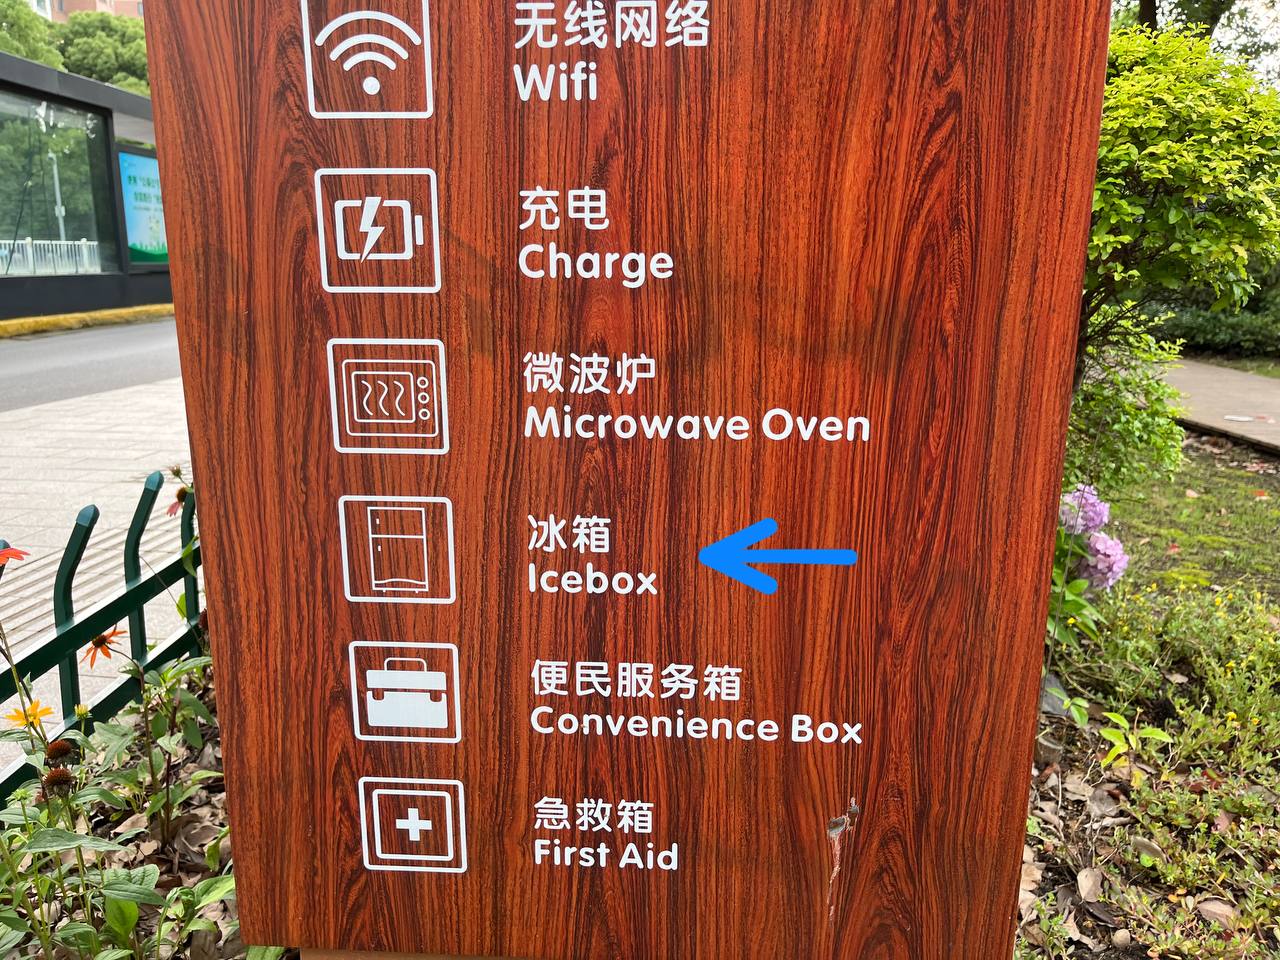 无线网络
Wifi
充电
Charge
微波炉
Microwave Oven
冰箱
Icebox
便民服务箱
Convenience Box
急救箱
First Aid